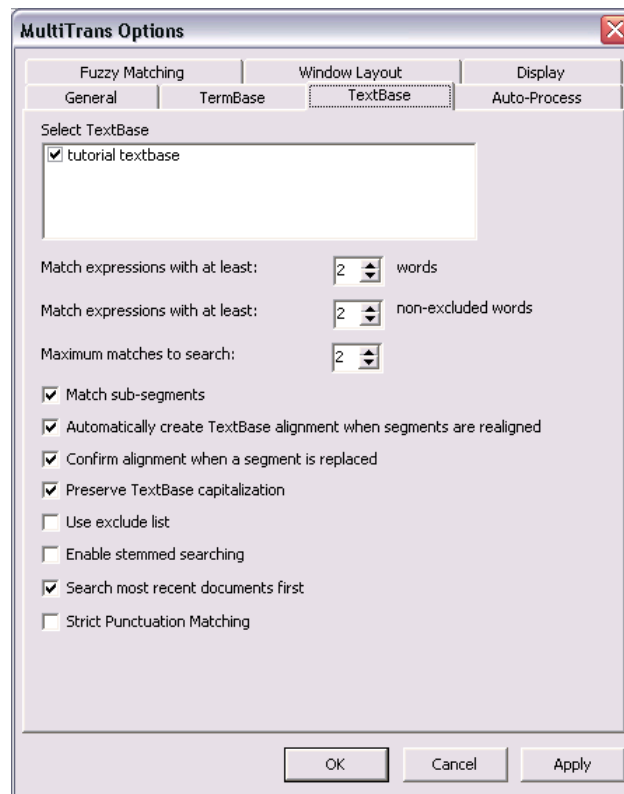 MultiTrans Options
Fuzzy Matching Window Layout Display
General TermBase TextBase Auto-Process
Select TextBase
tutorial textbase
Match expressions with at least: 2 words
Match expressions with at least: 2 non-excluded words
Maximum matches to search: 2
Match sub-segments
Automatically create TextBase alignment when segments are realigned
Confirm alignment when a segment is replaced
Preserve TextBase capitalization
Use exclude list
Enable stemmed searching
Search most recent documents first
Strict Punctuation Matching
OK Cancel Apply